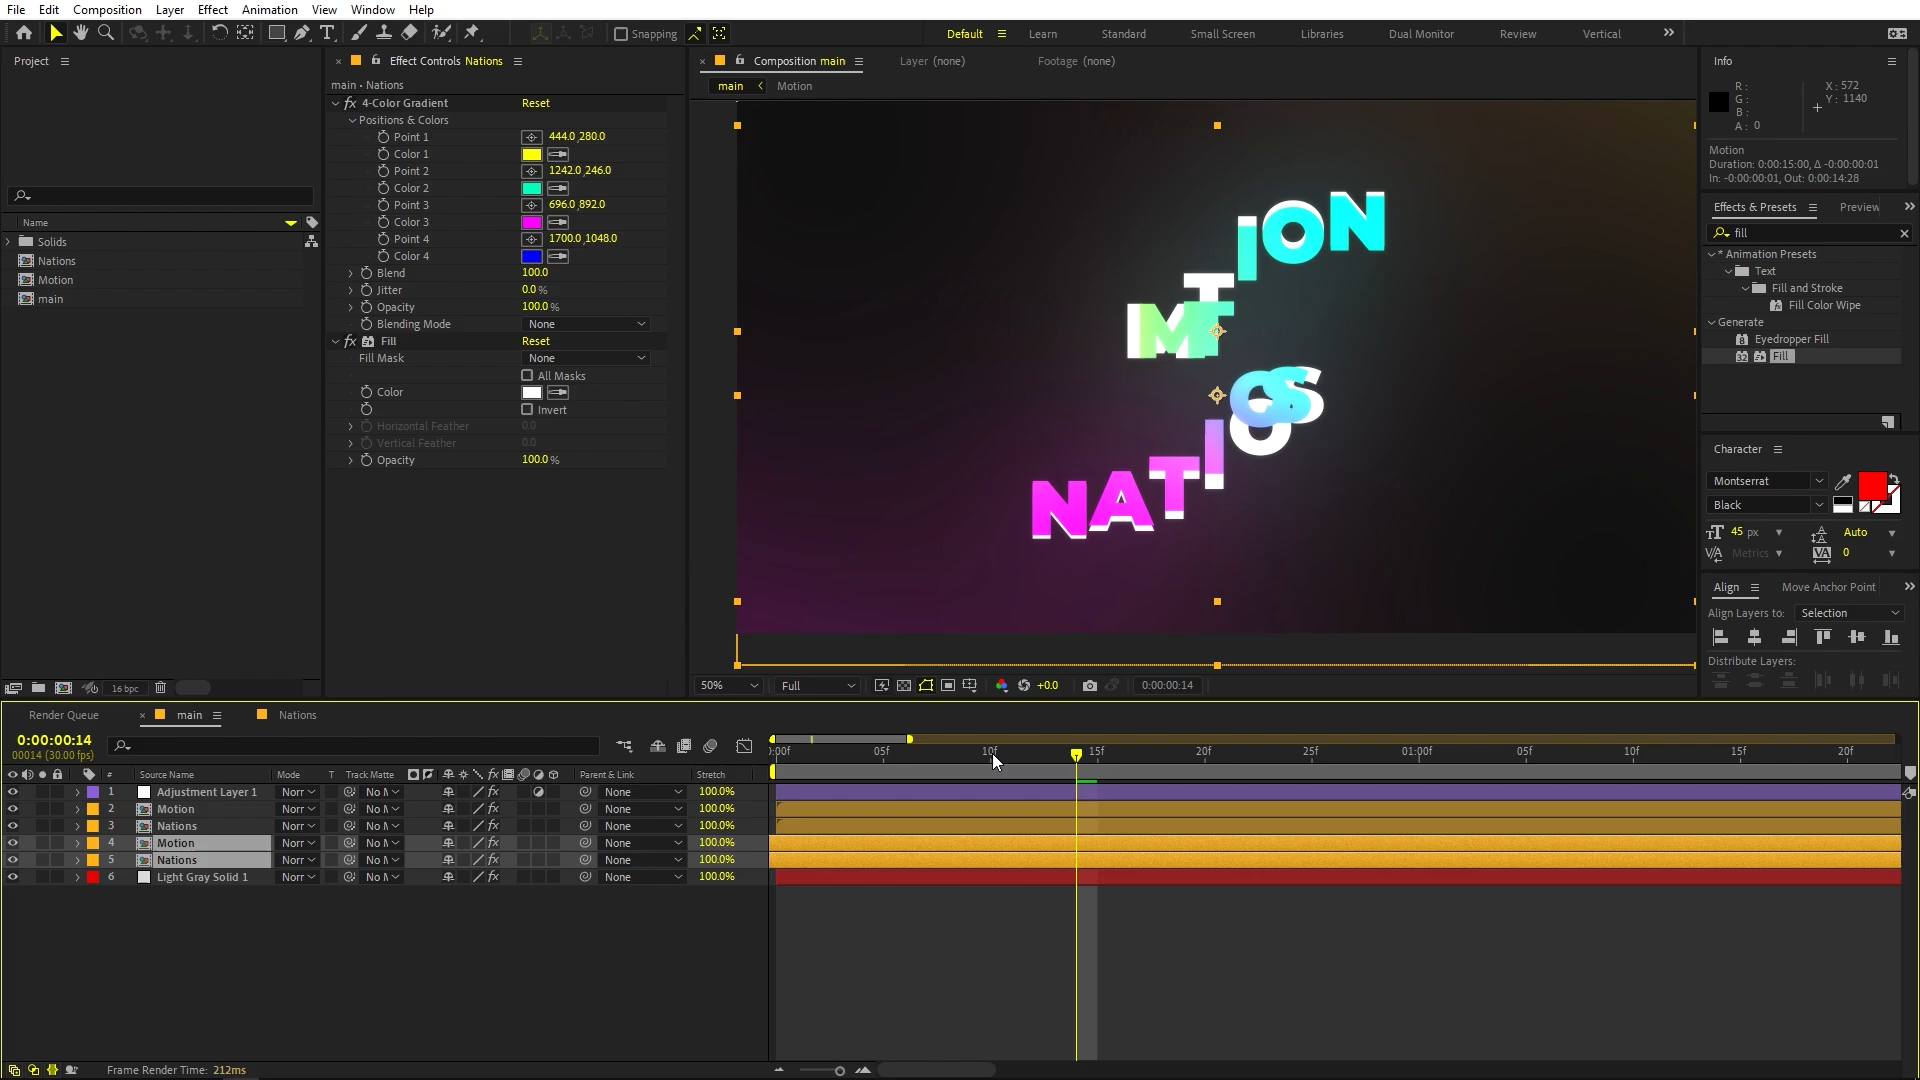 File Edit Composition Layer Effect Animation View Window Help
Snapping Default Learn Standard Small Screen Libraries Dual Monitor Review Vertical
Project
Name
Solids
Nations
Motion
main
16 bpc
Effect Controls Nations
main • Nations
fx 4-Color Gradient Reset
Positions & Colors
Point 1 444.0,280.0
Color 1
Point 2 1242.0,246.0
Color 2
Point 3 696.0,892.0
Color 3
Point 4 1700.0,1048.0
Color 4
Blend 100.0
Jitter 0.0 %
Opacity 100.0 %
Blending Mode None
fx Fill Reset
Fill Mask None
All Masks
Color
Invert
Horizontal Feather 0.0
Vertical Feather 0.0
Opacity 100.0 %
Composition main Layer (none) Footage (none)
main Motion
MOTION
NATIONS
50% Full +0.0 0:00:00:14
Info
R :
G :
B :
A : 0
X : 572
Y : 1140
Motion
Duration: 0:00:15:00, Δ -0:00:00:01
In: -0:00:00:01, Out: 0:00:14:28
Effects & Presets Preview
fill
* Animation Presets
Text
Fill and Stroke
Fill Color Wipe
Generate
Eyedropper Fill
Fill
Character
Montserrat
Black
45 px Auto
Metrics 0
Align Move Anchor Point
Align Layers to: Selection
Distribute Layers:
Render Queue main Nations
0:00:00:14
00014 (30.00 fps)
):00f 05f 10f 15f 20f 25f 01:00f 05f 10f 15f 20f
# Source Name Mode T Track Matte fx Parent & Link Stretch
1 Adjustment Layer 1 Norr No M fx None 100.0%
2 Motion Norr No M fx None 100.0%
3 Nations Norr No M fx None 100.0%
4 Motion Norr No M fx None 100.0%
5 Nations Norr No M fx None 100.0%
6 Light Gray Solid 1 Norr No M fx None 100.0%
Frame Render Time: 212ms